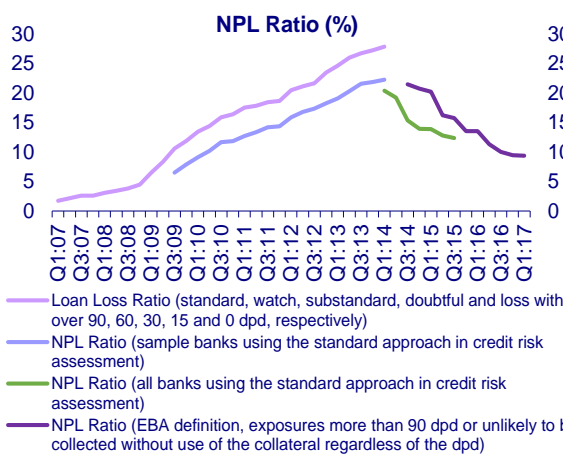 NPL Ratio (%)
30
25
20
15
10
5
0
30
25
20
15
10
5
0
Q1:07
Q3:07
Q1:08
Q3:08
Q1:09
Q3:09
Q1:10
Q3:10
Q1:11
Q3:11
Q1:12
Q3:12
Q1:13
Q3:13
Q1:14
Q3:14
Q1:15
Q3:15
Q1:16
Q3:16
Q1:17
Loan Loss Ratio (standard, watch, substandard, doubtful and loss with
over 90, 60, 30, 15 and 0 dpd, respectively)
NPL Ratio (sample banks using the standard approach in credit risk
assessment)
NPL Ratio (all banks using the standard approach in credit risk
assessment)
NPL Ratio (EBA definition, exposures more than 90 dpd or unlikely to
collected without use of the collateral regardless of the dpd)